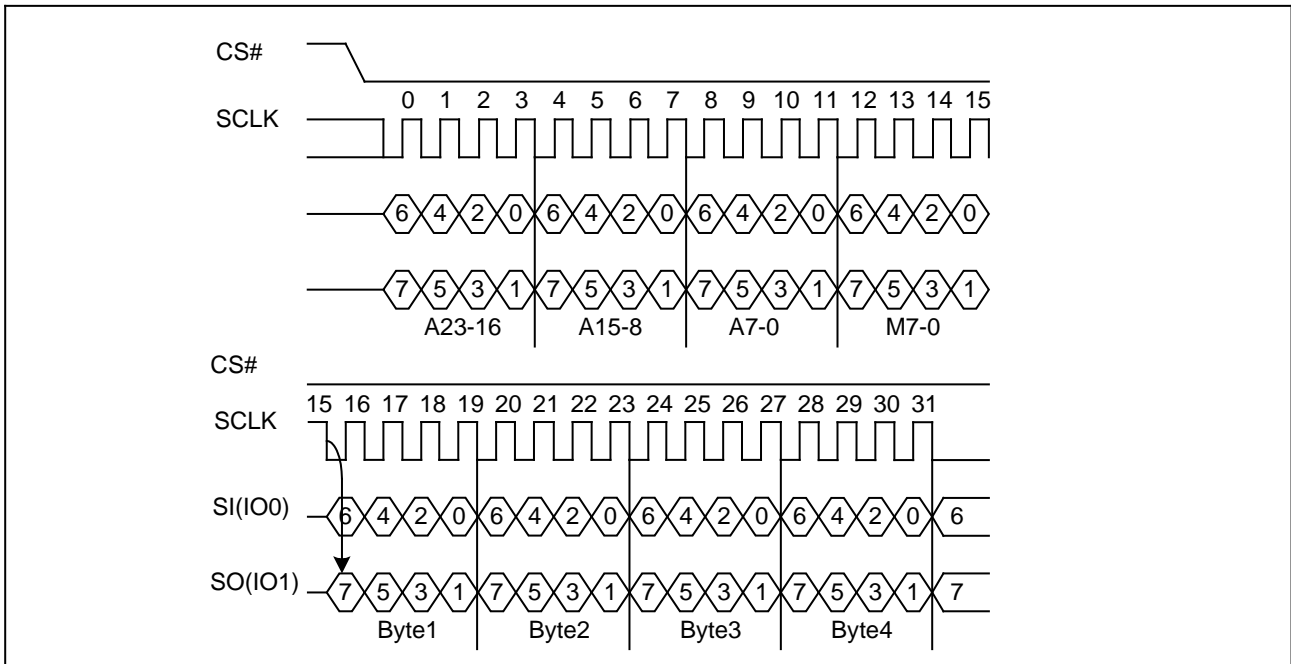 CS#
0 1 2 3 4 5 6 7 8 9 10 11 12 13 14 15
SCLK
6 4 2 0 6 4 2 0 6 4 2 0 6 4 2 0
7 5 3 1 7 5 3 1 7 5 3 1 7 5 3 1
A23-16 A15-8 A7-0 M7-0
CS#
15 16 17 18 19 20 21 22 23 24 25 26 27 28 29 30 31
SCLK
SI(IO0) 6 4 2 0 6 4 2 0 6 4 2 0 6 4 2 0 6
SO(IO1) 7 5 3 1 7 5 3 1 7 5 3 1 7 5 3 1 7
Byte1 Byte2 Byte3 Byte4